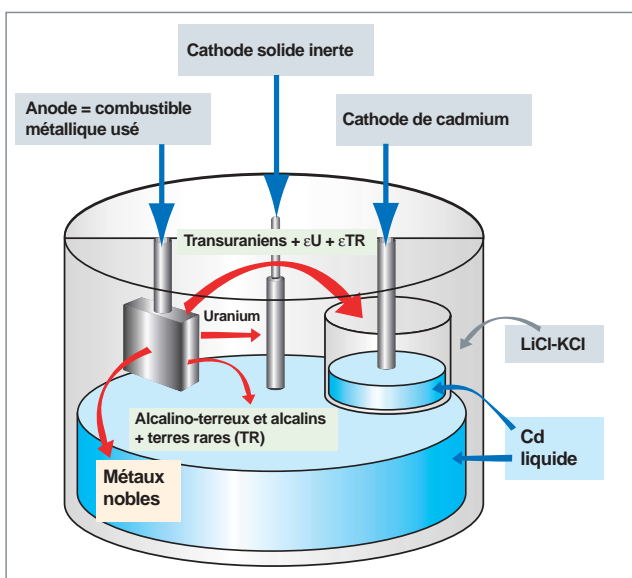 Cathode solide inerte
Anode = combustible
métallique usé
Cathode de cadmium
Transuraniens + εU + εTR
Uranium
LiCl-KCl
Alcalino-terreux et alcalins
+ terres rares (TR)
Cd
liquide
Métaux
nobles